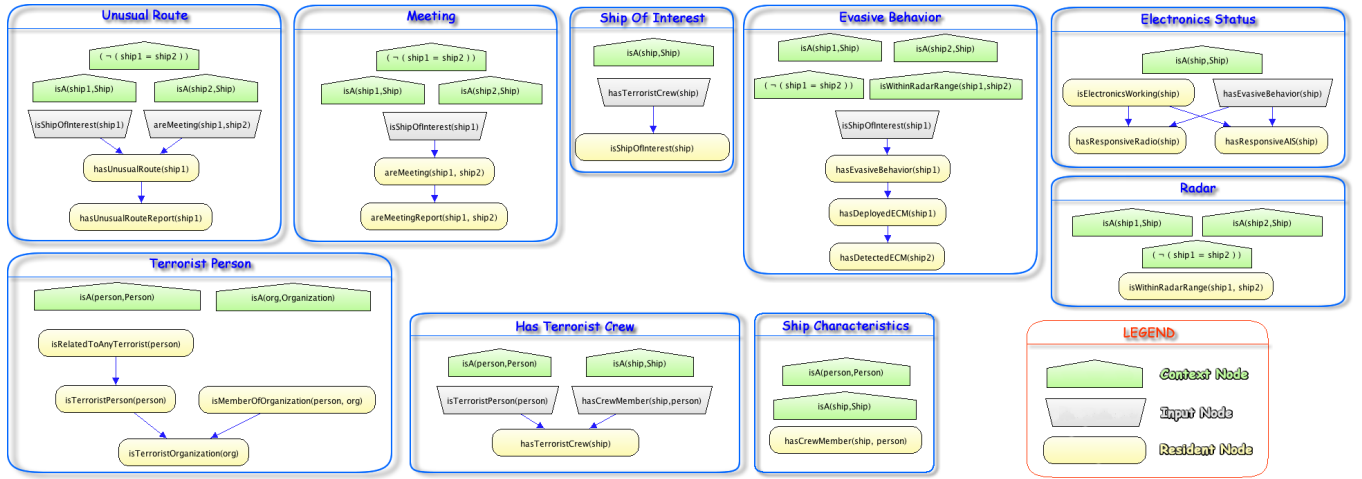 Unusual Route
( ¬ ( ship1 = ship2 ) )
isA(ship1,Ship)
isA(ship2,Ship)
isShipOfInterest(ship1)
areMeeting(ship1,ship2)
hasUnusualRoute(ship1)
hasUnusualRouteReport(ship1)
Meeting
( ¬ ( ship1 = ship2 ) )
isA(ship1,Ship)
isA(ship2,Ship)
isShipOfInterest(ship1)
areMeeting(ship1, ship2)
areMeetingReport(ship1, ship2)
Ship Of Interest
isA(ship,Ship)
hasTerroristCrew(ship)
isShipOfInterest(ship)
Evasive Behavior
isA(ship1,Ship)
isA(ship2,Ship)
( ¬ ( ship1 = ship2 ) )
isWithinRadarRange(ship1,ship2)
isShipOfInterest(ship1)
hasEvasiveBehavior(ship1)
hasDeployedECM(ship1)
hasDetectedECM(ship2)
Electronics Status
isA(ship,Ship)
isElectronicsWorking(ship)
hasEvasiveBehavior(ship)
hasResponsiveRadio(ship)
hasResponsiveAIS(ship)
Radar
isA(ship1,Ship)
isA(ship2,Ship)
( ¬ ( ship1 = ship2 ) )
isWithinRadarRange(ship1, ship2)
Terrorist Person
isA(person,Person)
isA(org,Organization)
isRelatedToAnyTerrorist(person)
isTerroristPerson(person)
isMemberOfOrganization(person, org)
isTerroristOrganization(org)
Has Terrorist Crew
isA(person,Person)
isA(ship,Ship)
isTerroristPerson(person)
hasCrewMember(ship,person)
hasTerroristCrew(ship)
Ship Characteristics
isA(person,Person)
isA(ship,Ship)
hasCrewMember(ship, person)
LEGEND
Context Node
Input Node
Resident Node